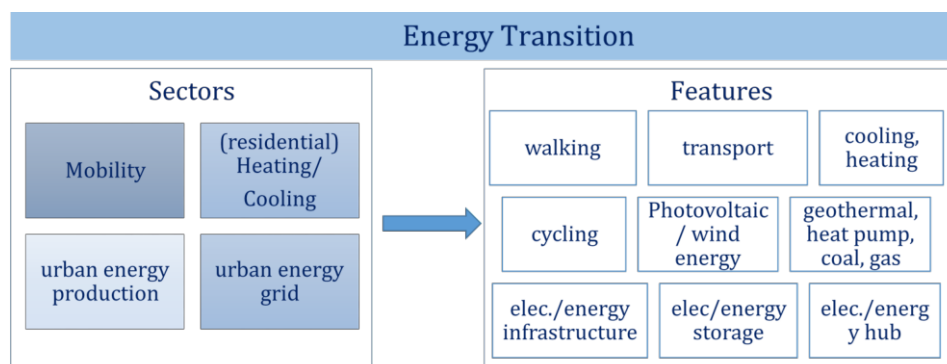 Energy Transition
Sectors
Mobility
(residential)
Heating/
Cooling
urban energy
production
urban energy
grid
Features
walking
transport
cooling,
heating
cycling
Photovoltaic
/ wind
energy
geothermal,
heat pump,
coal, gas
elec./energy
infrastructure
elec/energy
storage
elec./energ
y hub